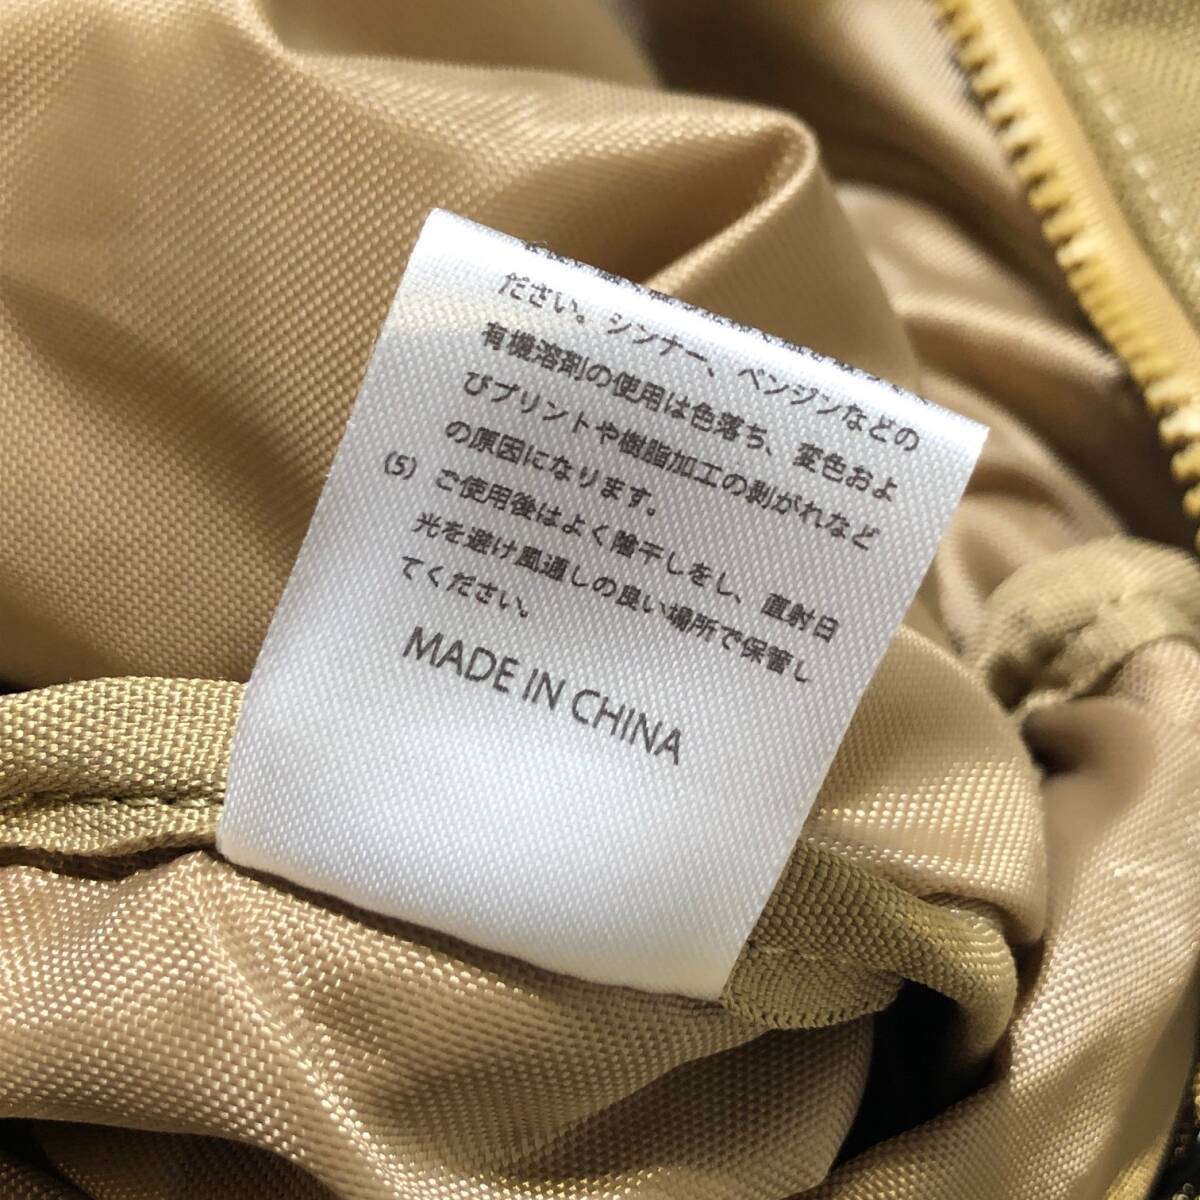 ださい。シンナー、ベンジンなどの
有機溶剤の使用は色落ち、変色およ
びプリントや樹脂加工の剥がれなど
の原因になります。
(5) ご使用後はよく陰干しをし、直射日
光を避け風通しの良い場所で保管し
てください。
MADE IN CHINA